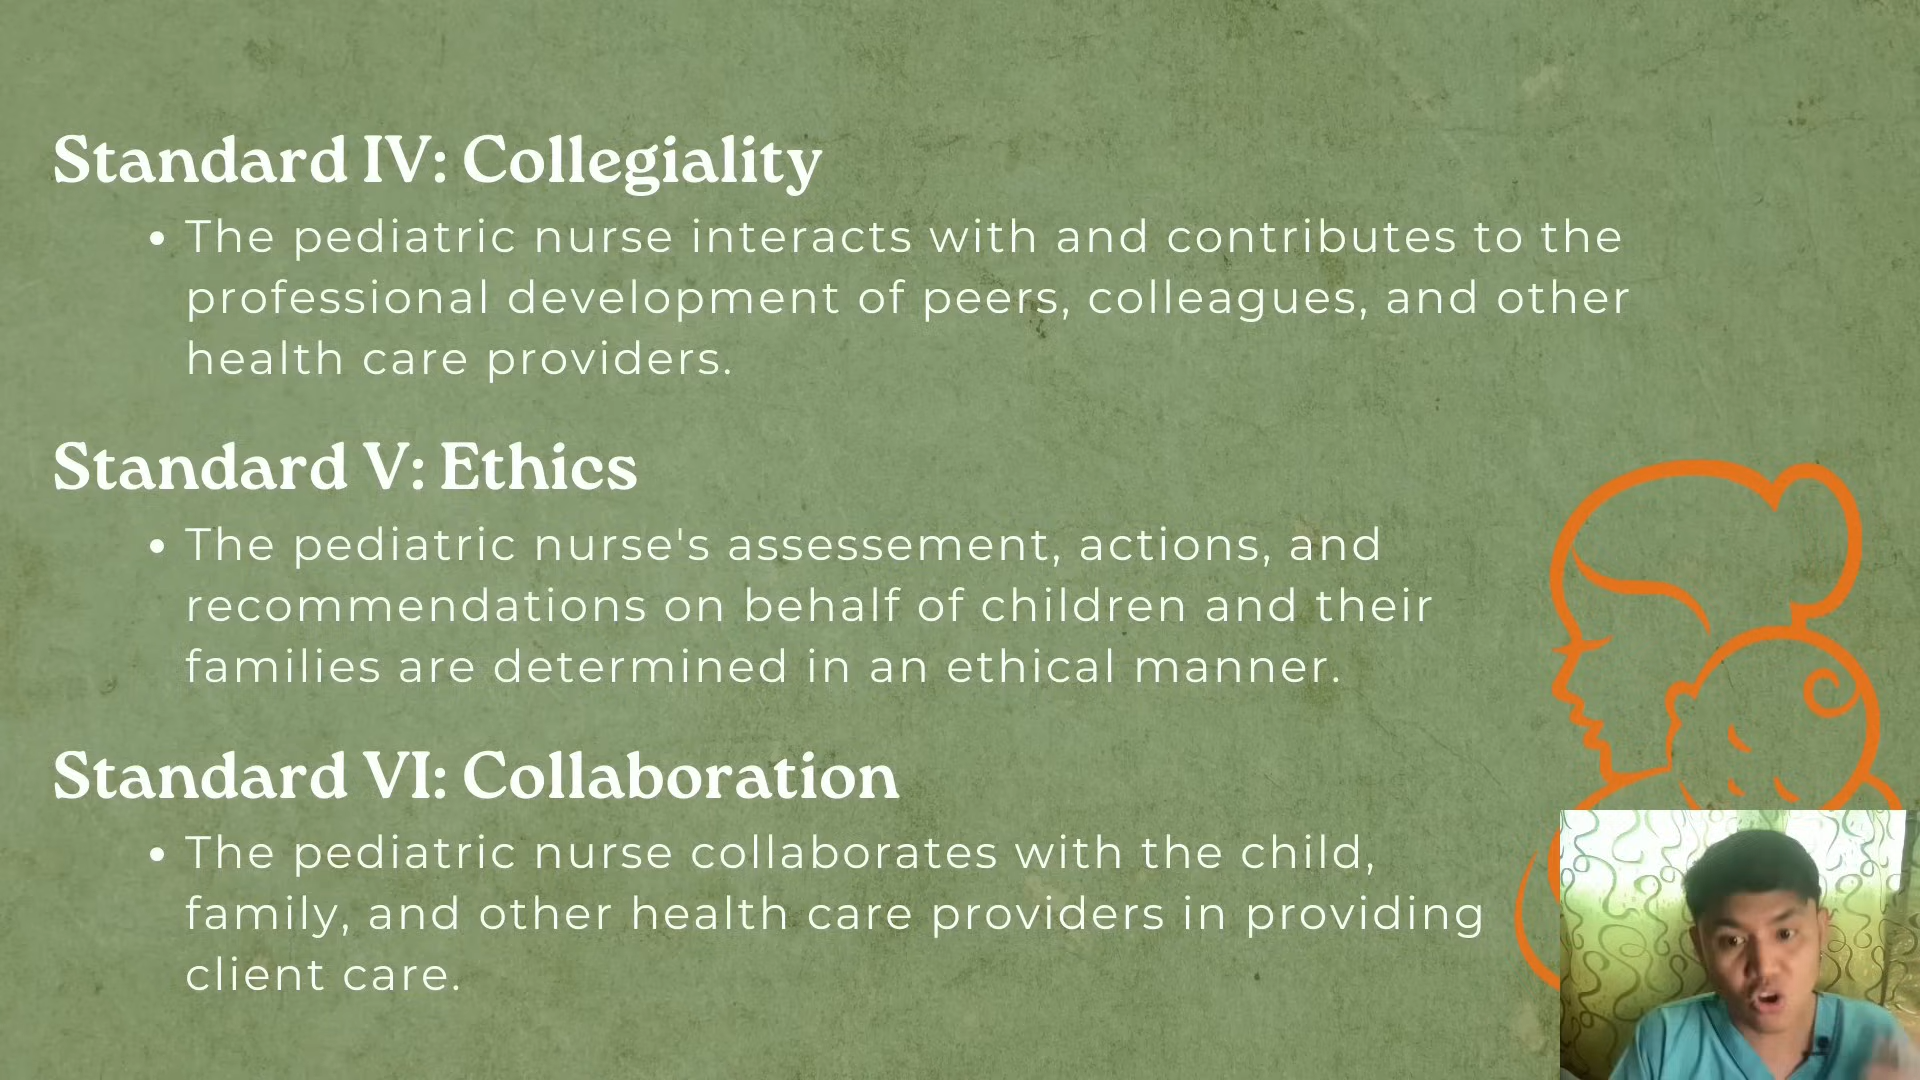 Standard IV: Collegiality
• The pediatric nurse interacts with and contributes to the
professional development of peers, colleagues, and other
health care providers.
Standard V: Ethics
• The pediatric nurse's assessement, actions, and
recommendations on behalf of children and their
families are determined in an ethical manner.
Standard VI: Collaboration
• The pediatric nurse collaborates with the child,
family, and other health care providers in providing
client care.